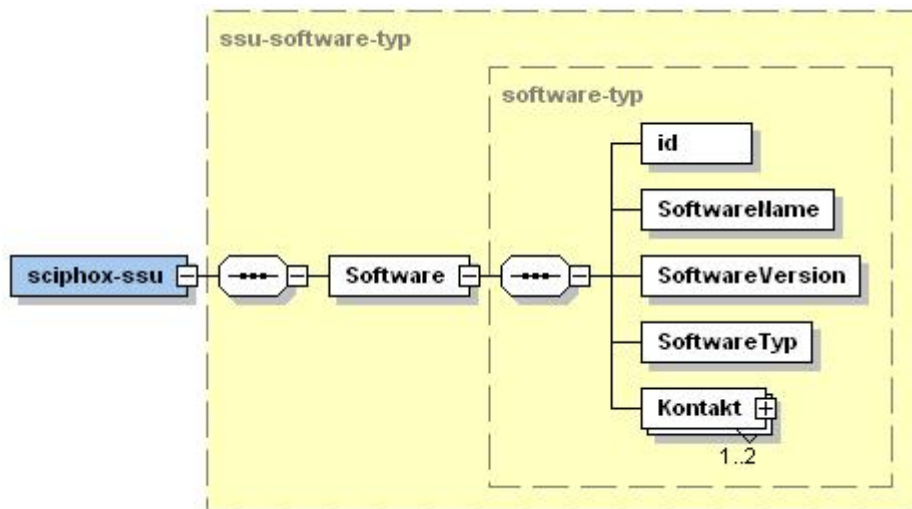 ssu-software-typ
software-typ
id
SoftwareName
sciphox-ssu
Software
SoftwareVersion
SoftwareTyp
Kontakt
1..2